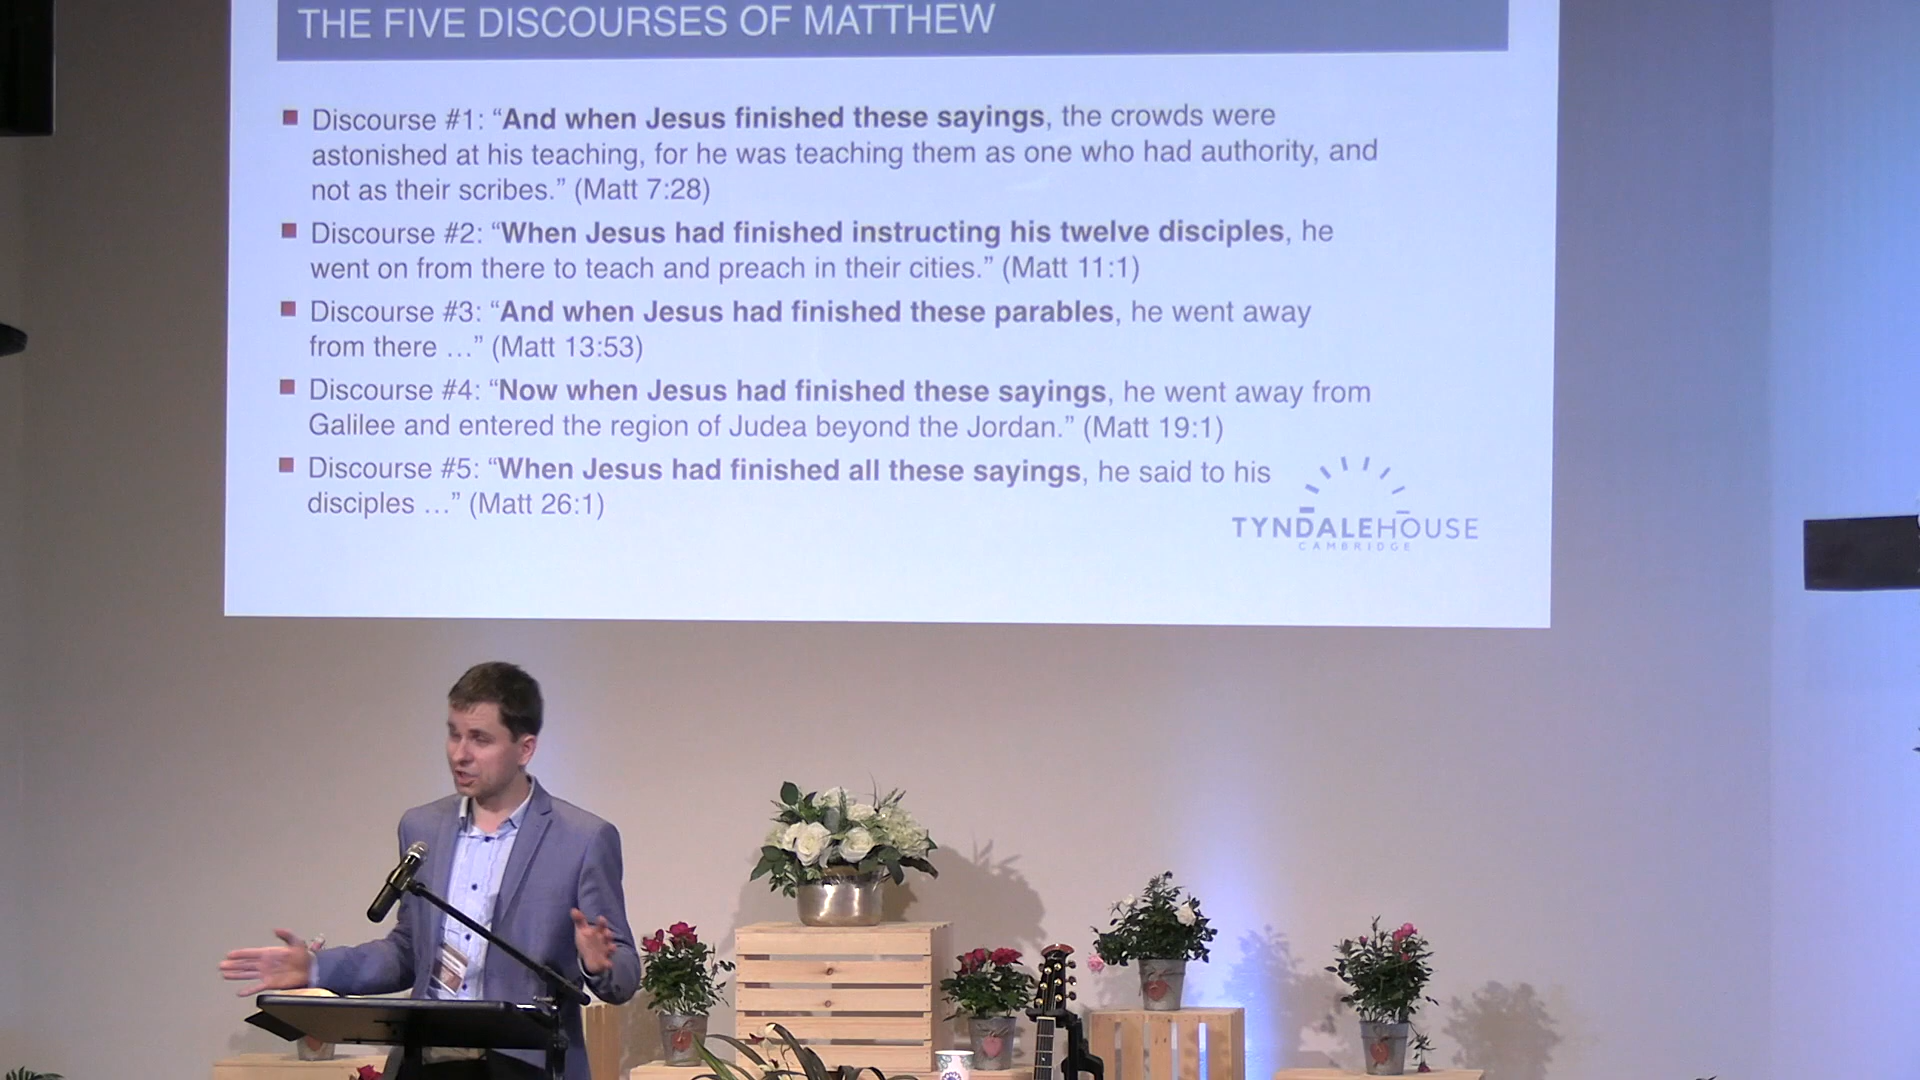 THE FIVE DISCOURSES OF MATTHEW
Discourse #1: “And when Jesus finished these sayings, the crowds were
astonished at his teaching, for he was teaching them as one who had authority, and
not as their scribes.” (Matt 7:28)
Discourse #2: “When Jesus had finished instructing his twelve disciples, he
went on from there to teach and preach in their cities.” (Matt 11:1)
Discourse #3: “And when Jesus had finished these parables, he went away
from there …” (Matt 13:53)
Discourse #4: “Now when Jesus had finished these sayings, he went away from
Galilee and entered the region of Judea beyond the Jordan.” (Matt 19:1)
Discourse #5: “When Jesus had finished all these sayings, he said to his
disciples …” (Matt 26:1)
TYNDALEHOUSE
CAMBRIDGE